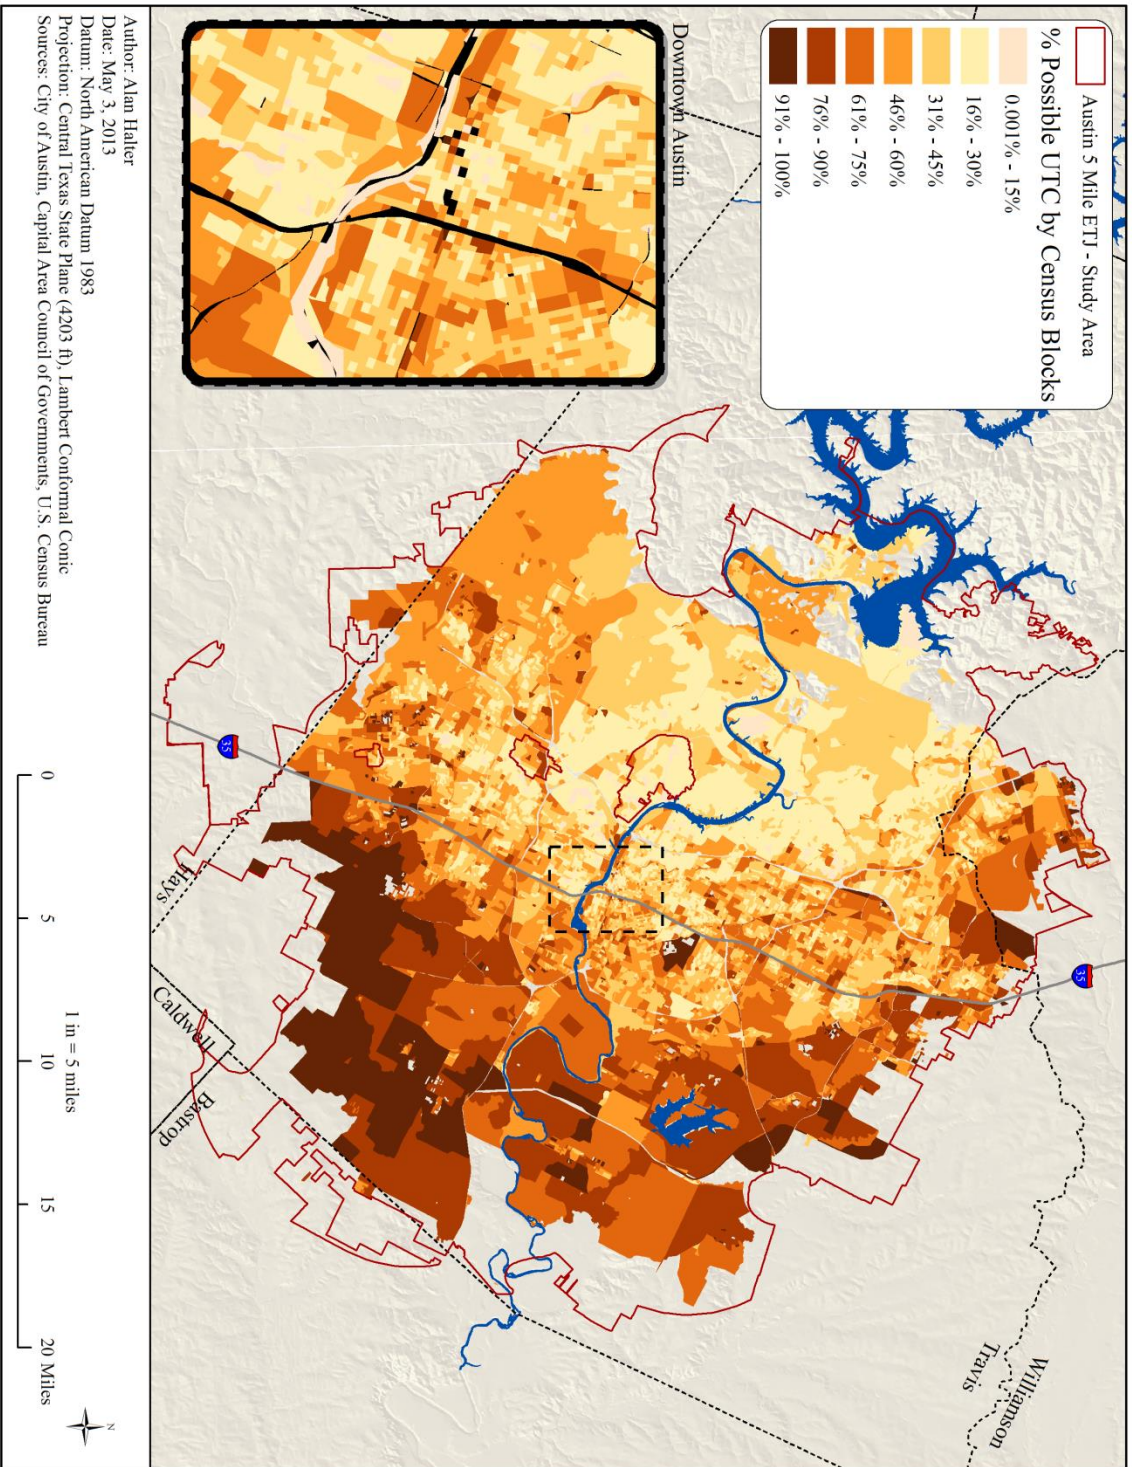 Austin 5 Mile ETJ - Study Area
% Possible UTC by Census Blocks
0.001% - 15%
16% - 30%
31% - 45%
46% - 60%
61% - 75%
76% - 90%
91% - 100%
Downtown Austin
35
35
Williamson
Travis
Hays
Caldwell
Bastrop
Author: Alan Halter
Date: May 3, 2013
Datum: North American Datum 1983
Projection: Central Texas State Plane (4203 ft), Lambert Conformal Conic
Sources: City of Austin, Capital Area Council of Governments, U.S. Census Bureau
1 in = 5 miles
0 5 10 15 20 Miles
N